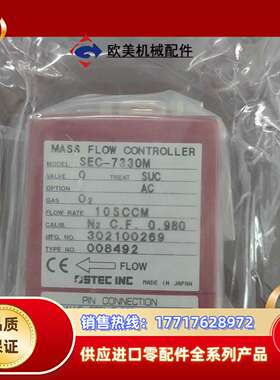 欧美机械配件
MASS FLOW CONTROLLER
MODEL SEC-7330M
VALVE O TREAT SUC
OPTION AC
GAS O2
FLOW RATE 10SCCM
CALIB. N2 C.F. 0.980
MFG.NO. 302100269
TYPE NO. 008492
FLOW
STEC INC MADE IN JAPAN
PIN CONNECTION
品质
保证
销售热线: 17717628972
供应进口零配件全系列产品